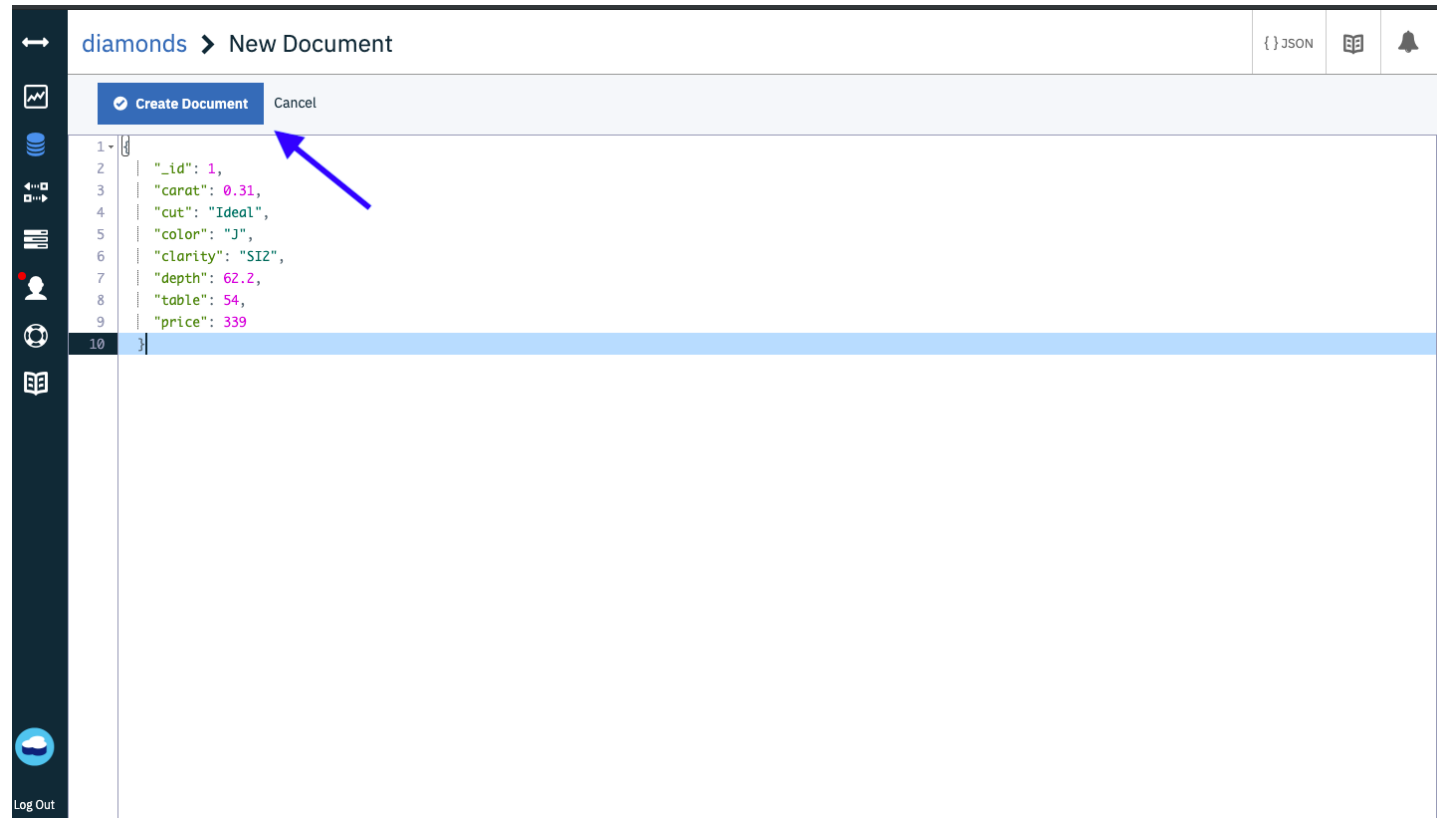 diamonds > New Document
{ } JSON
Create Document Cancel
1 {
2 "_id": 1,
3 "carat": 0.31,
4 "cut": "Ideal",
5 "color": "J",
6 "clarity": "SI2",
7 "depth": 62.2,
8 "table": 54,
9 "price": 339
10 }
Log Out